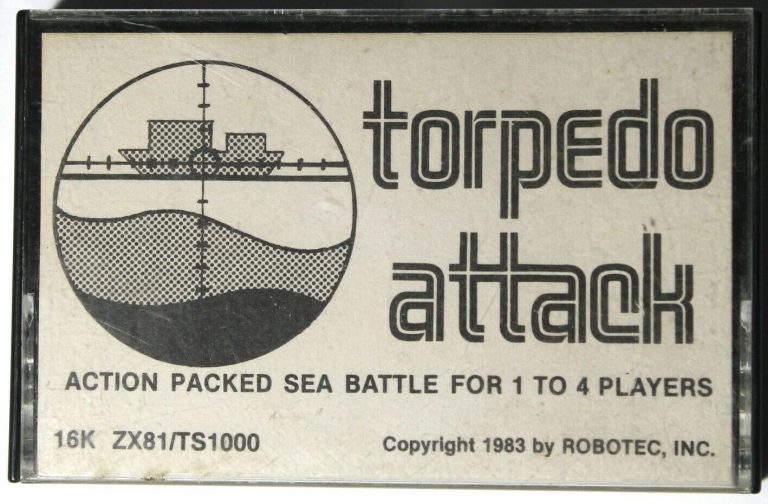 torpedo
attack
ACTION PACKED SEA BATTLE FOR 1 TO 4 PLAYERS
16K ZX81/TS1000
Copyright 1983 by ROBOTEC, INC.